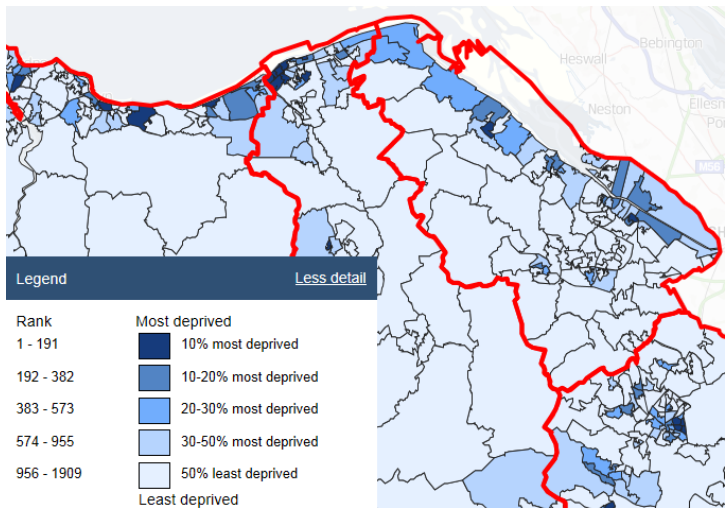 Bebington
Heswall
Neston
Ellesm
Por
M56
Legend Less detail
Rank Most deprived
1 - 191 10% most deprived
192 - 382 10-20% most deprived
383 - 573 20-30% most deprived
574 - 955 30-50% most deprived
956 - 1909 50% least deprived
Least deprived